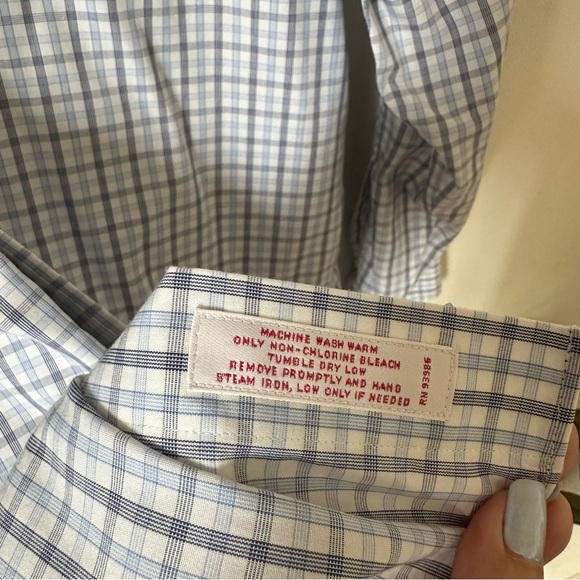 MACHINE WASH WARM
ONLY NON-CHLORINE BLEACH
TUMBLE DRY LOW
REMOVE PROMPTLY AND HANG
STEAM IRON, LOW ONLY IF NEEDED
RN 93986